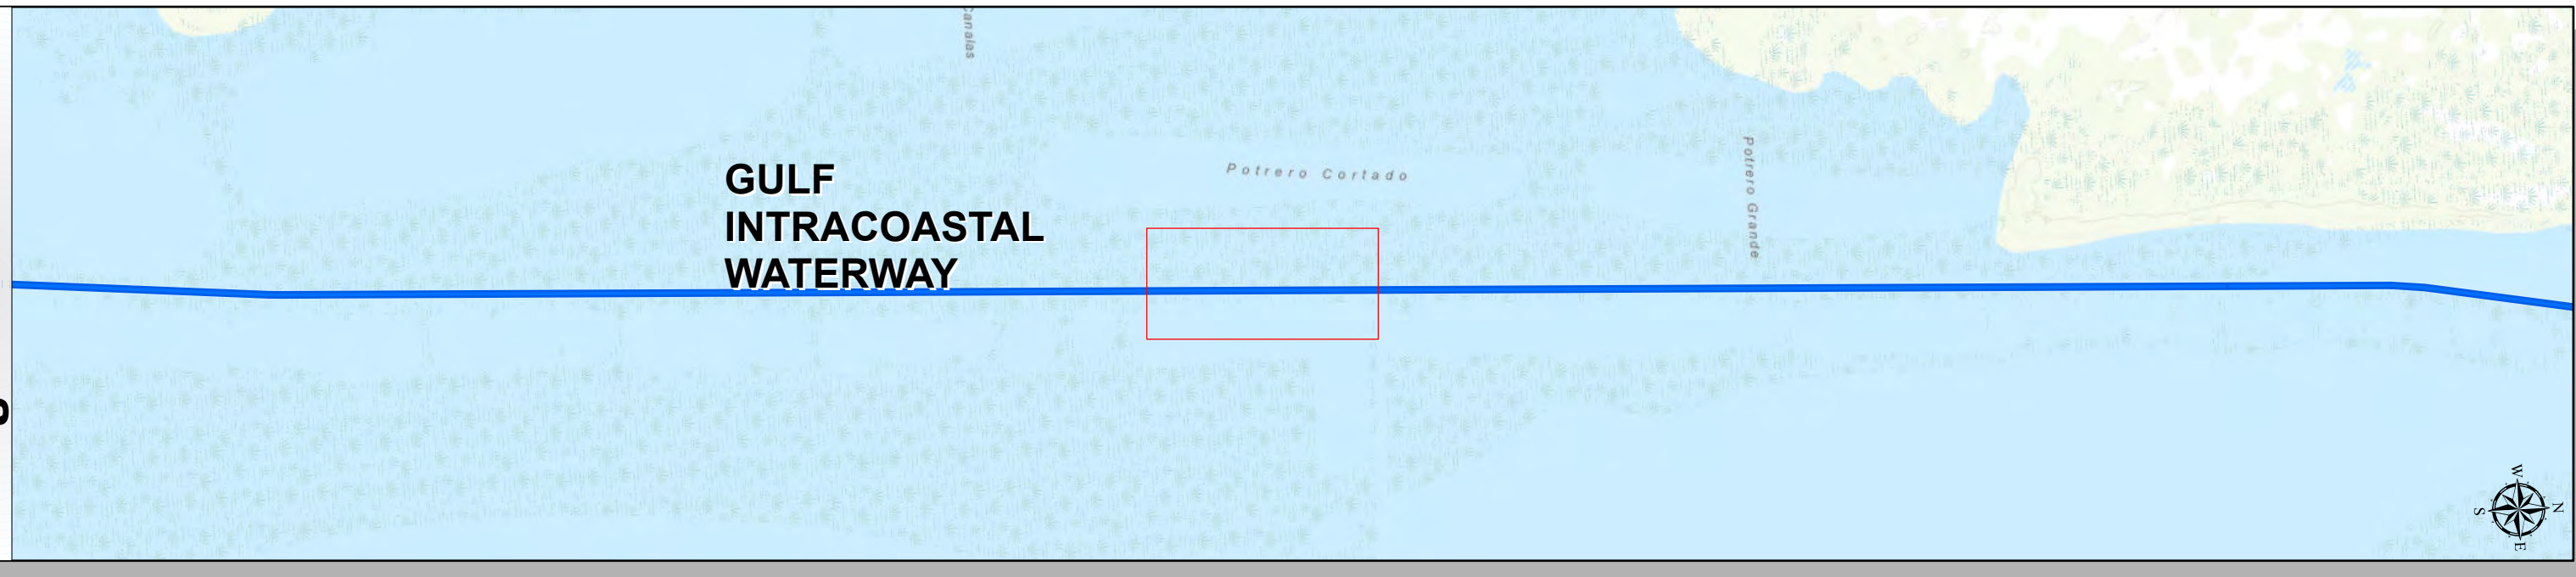 Potrero Cortado
GULF
INTRACOASTAL
WATERWAY
Potrero Grande
W
N
S
E